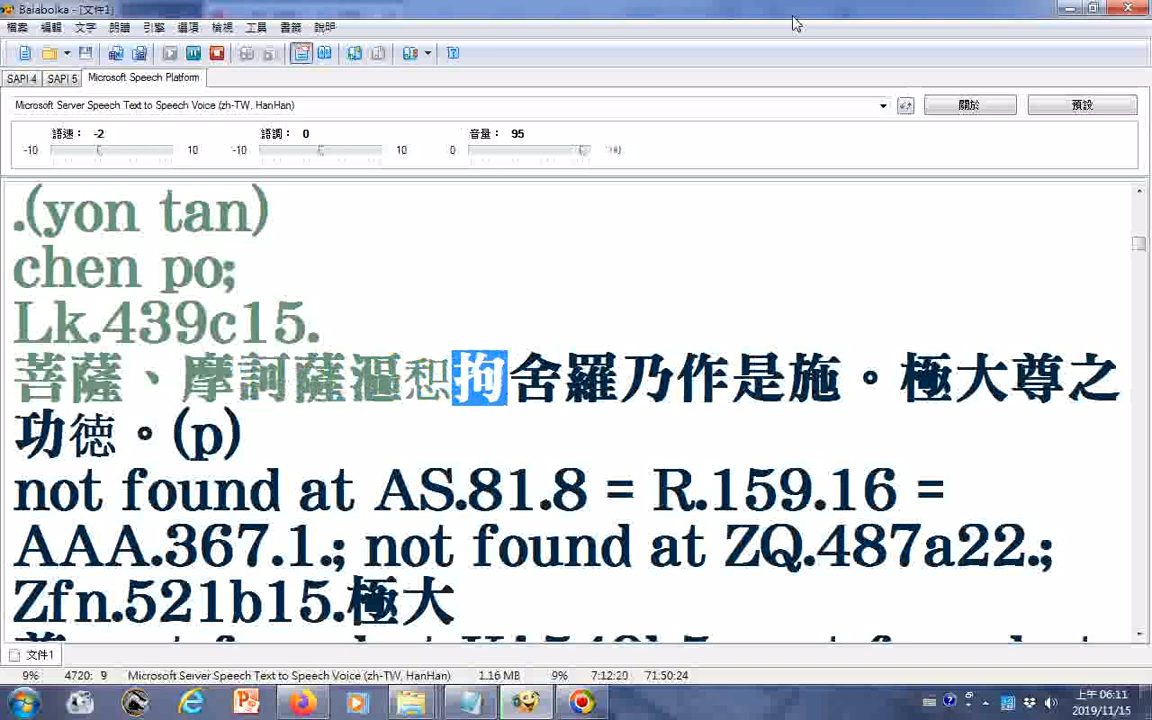 Balabolka - [文件1]
檔案 編輯 文字 朗讀 引擎 選項 檢視 工具 書籤 說明
SAPI 4 SAPI 5 Microsoft Speech Platform
Microsoft Server Speech Text to Speech Voice (zh-TW, HanHan) 關於 預設
語速： -2 語調： 0 音量： 95
-10 10 -10 10 0 100
.(yon tan)
chen po;
Lk.439c15.
菩薩、摩訶薩漚惒拘舍羅乃作是施。極大尊之
功徳。(p)
not found at AS.81.8 = R.159.16 =
AAA.367.1.; not found at ZQ.487a22.;
Zfn.521b15.極大
文件1
9% 4720: 9 Microsoft Server Speech Text to Speech Voice (zh-TW, HanHan) 1.16 MB 9% 7:12:20 71:50:24
上午 06:11
2019/11/15